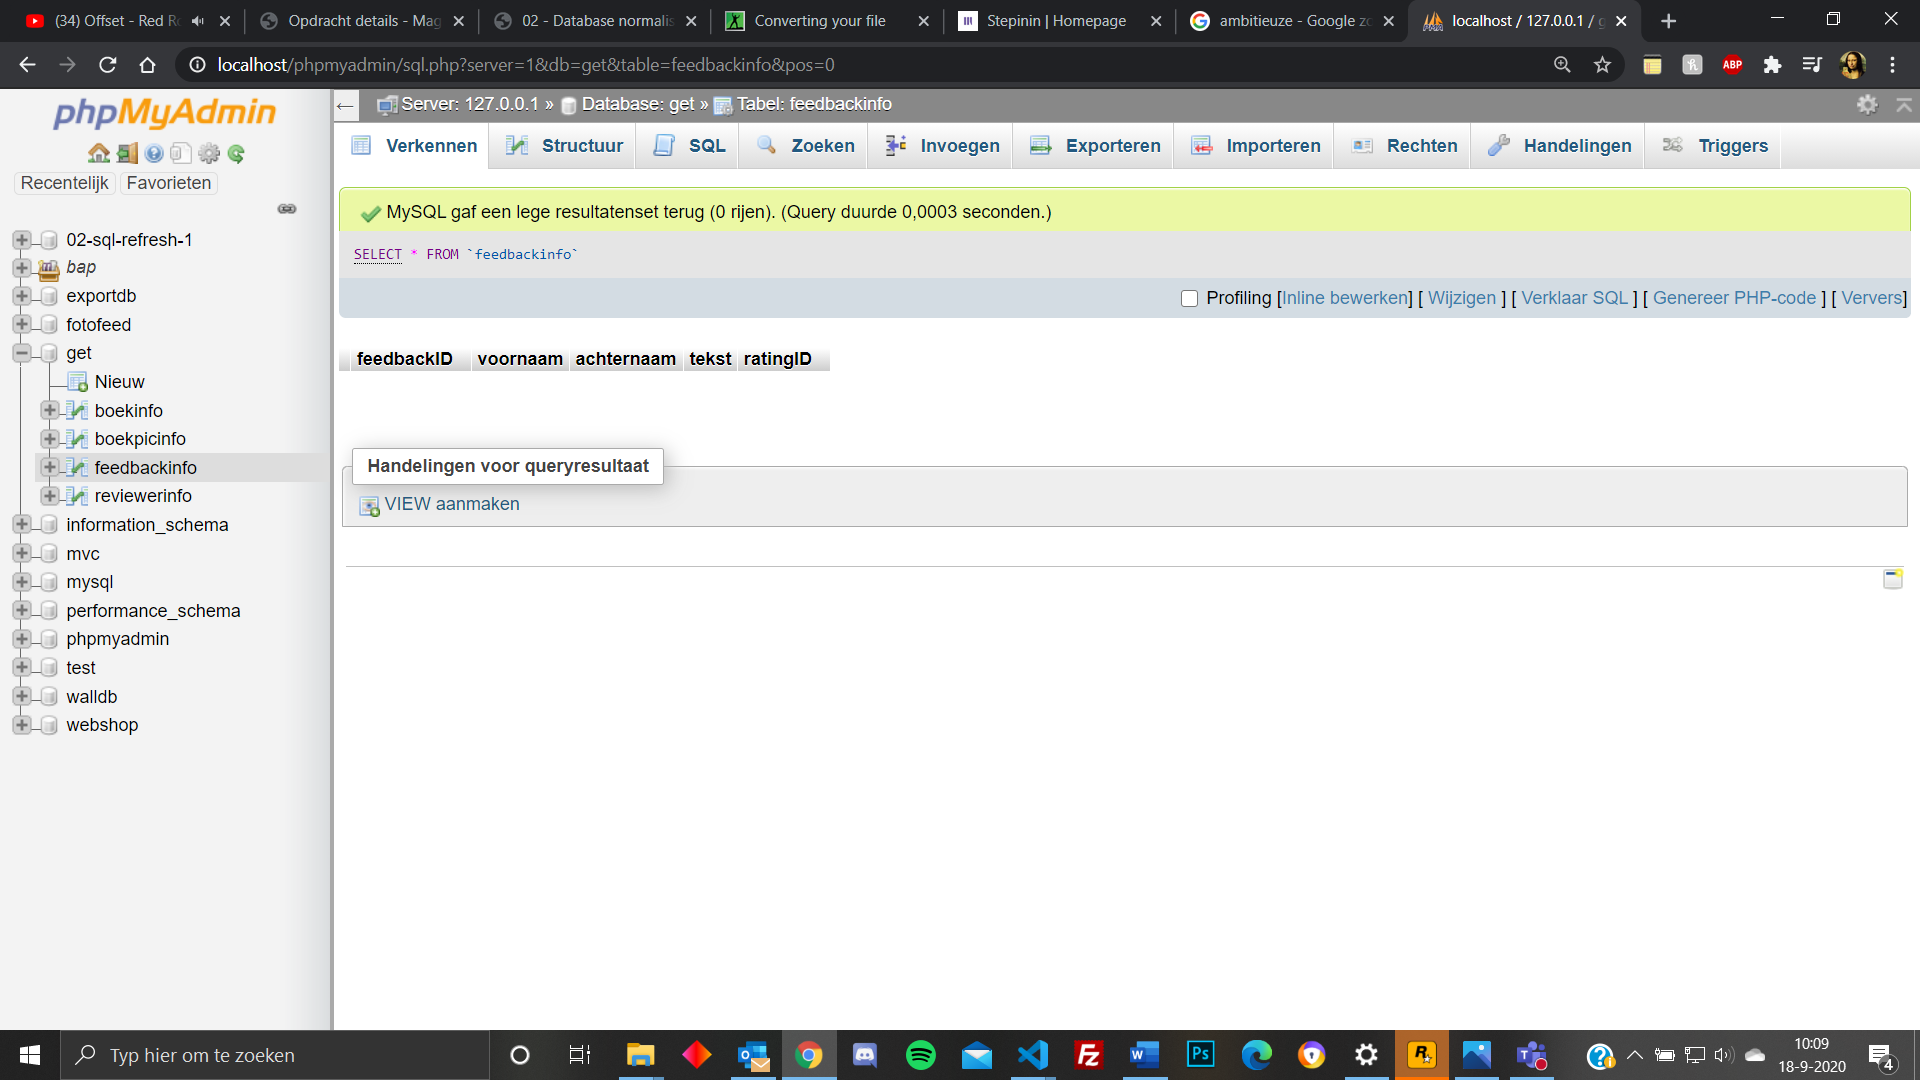 (34) Offset - Red R
Opdracht details - Mag
02 - Database normalis
Converting your file
Stepinin | Homepage
ambitieuze - Google zo
localhost / 127.0.0.1 / g
localhost/phpmyadmin/sql.php?server=1&db=get&table=feedbackinfo&pos=0
ABP
phpMyAdmin
Recentelijk Favorieten
02-sql-refresh-1
bap
exportdb
fotofeed
get
Nieuw
boekinfo
boekpicinfo
feedbackinfo
reviewerinfo
information_schema
mvc
mysql
performance_schema
phpmyadmin
test
walldb
webshop
Server: 127.0.0.1 » Database: get » Tabel: feedbackinfo
Verkennen Structuur SQL Zoeken Invoegen Exporteren Importeren Rechten Handelingen Triggers
MySQL gaf een lege resultatenset terug (0 rijen). (Query duurde 0,0003 seconden.)
SELECT * FROM `feedbackinfo`
Profiling [Inline bewerken] [ Wijzigen ] [ Verklaar SQL ] [ Genereer PHP-code ] [ Ververs]
feedbackID voornaam achternaam tekst ratingID
Handelingen voor queryresultaat
VIEW aanmaken
Typ hier om te zoeken
10:09
18-9-2020
4